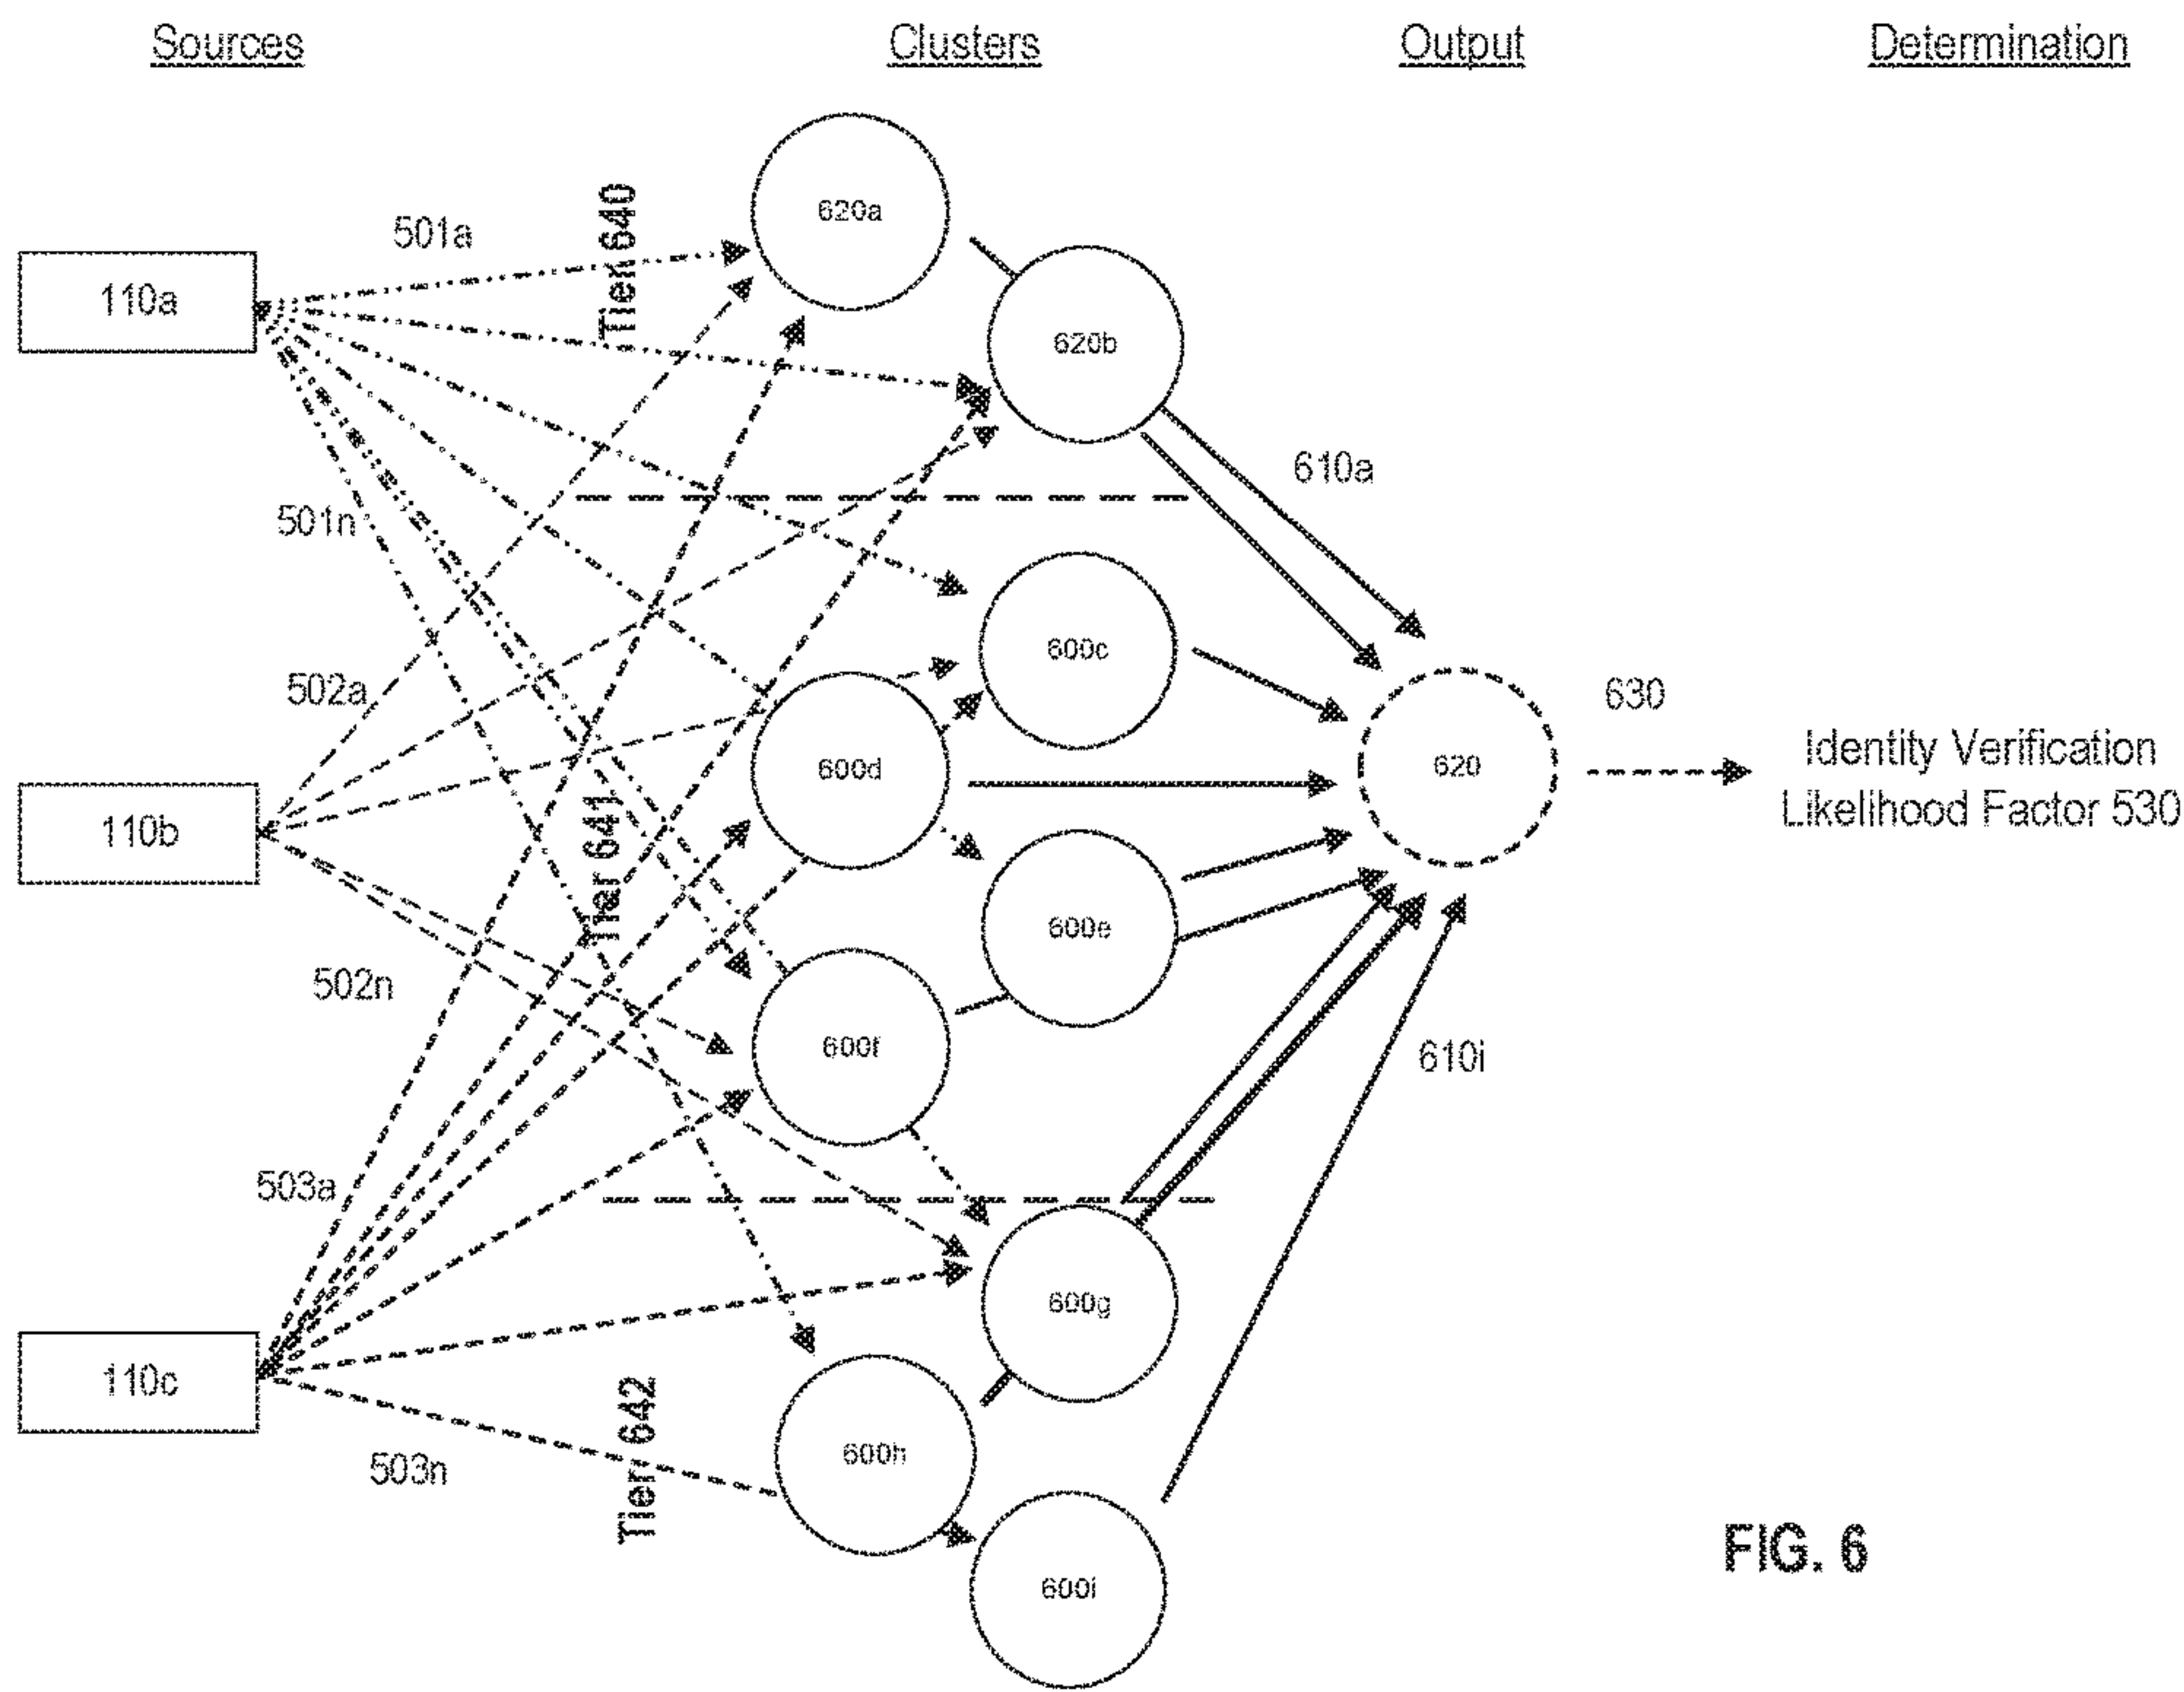 Sources Clusters Output Determination
620a
Tier 640
501a
110a
620b
610a
501n
600c
502a
630
600d
620
Identity Verification
Likelihood Factor 530
110b
Tier 641
600e
502n
600f
610i
503a
600g
110c
Tier 642
600h
503n
600i
FIG. 6